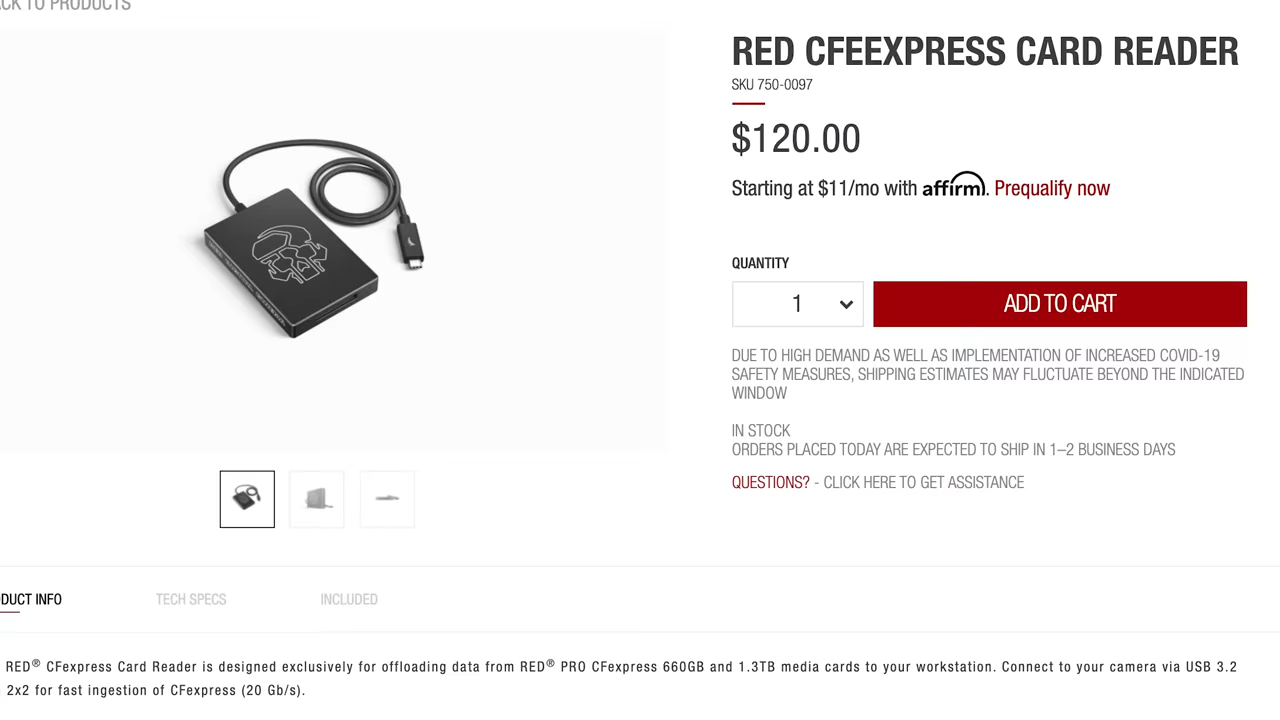 ACK TO PRODUCTS
RED CFEEXPRESS CARD READER
SKU 750-0097
$120.00
Starting at $11/mo with affirm. Prequalify now
QUANTITY
1
ADD TO CART
DUE TO HIGH DEMAND AS WELL AS IMPLEMENTATION OF INCREASED COVID-19
SAFETY MEASURES, SHIPPING ESTIMATES MAY FLUCTUATE BEYOND THE INDICATED
WINDOW
IN STOCK
ORDERS PLACED TODAY ARE EXPECTED TO SHIP IN 1–2 BUSINESS DAYS
QUESTIONS? - CLICK HERE TO GET ASSISTANCE
DUCT INFO
TECH SPECS
INCLUDED
RED® CFexpress Card Reader is designed exclusively for offloading data from RED® PRO CFexpress 660GB and 1.3TB media cards to your workstation. Connect to your camera via USB 3.2
2x2 for fast ingestion of CFexpress (20 Gb/s).